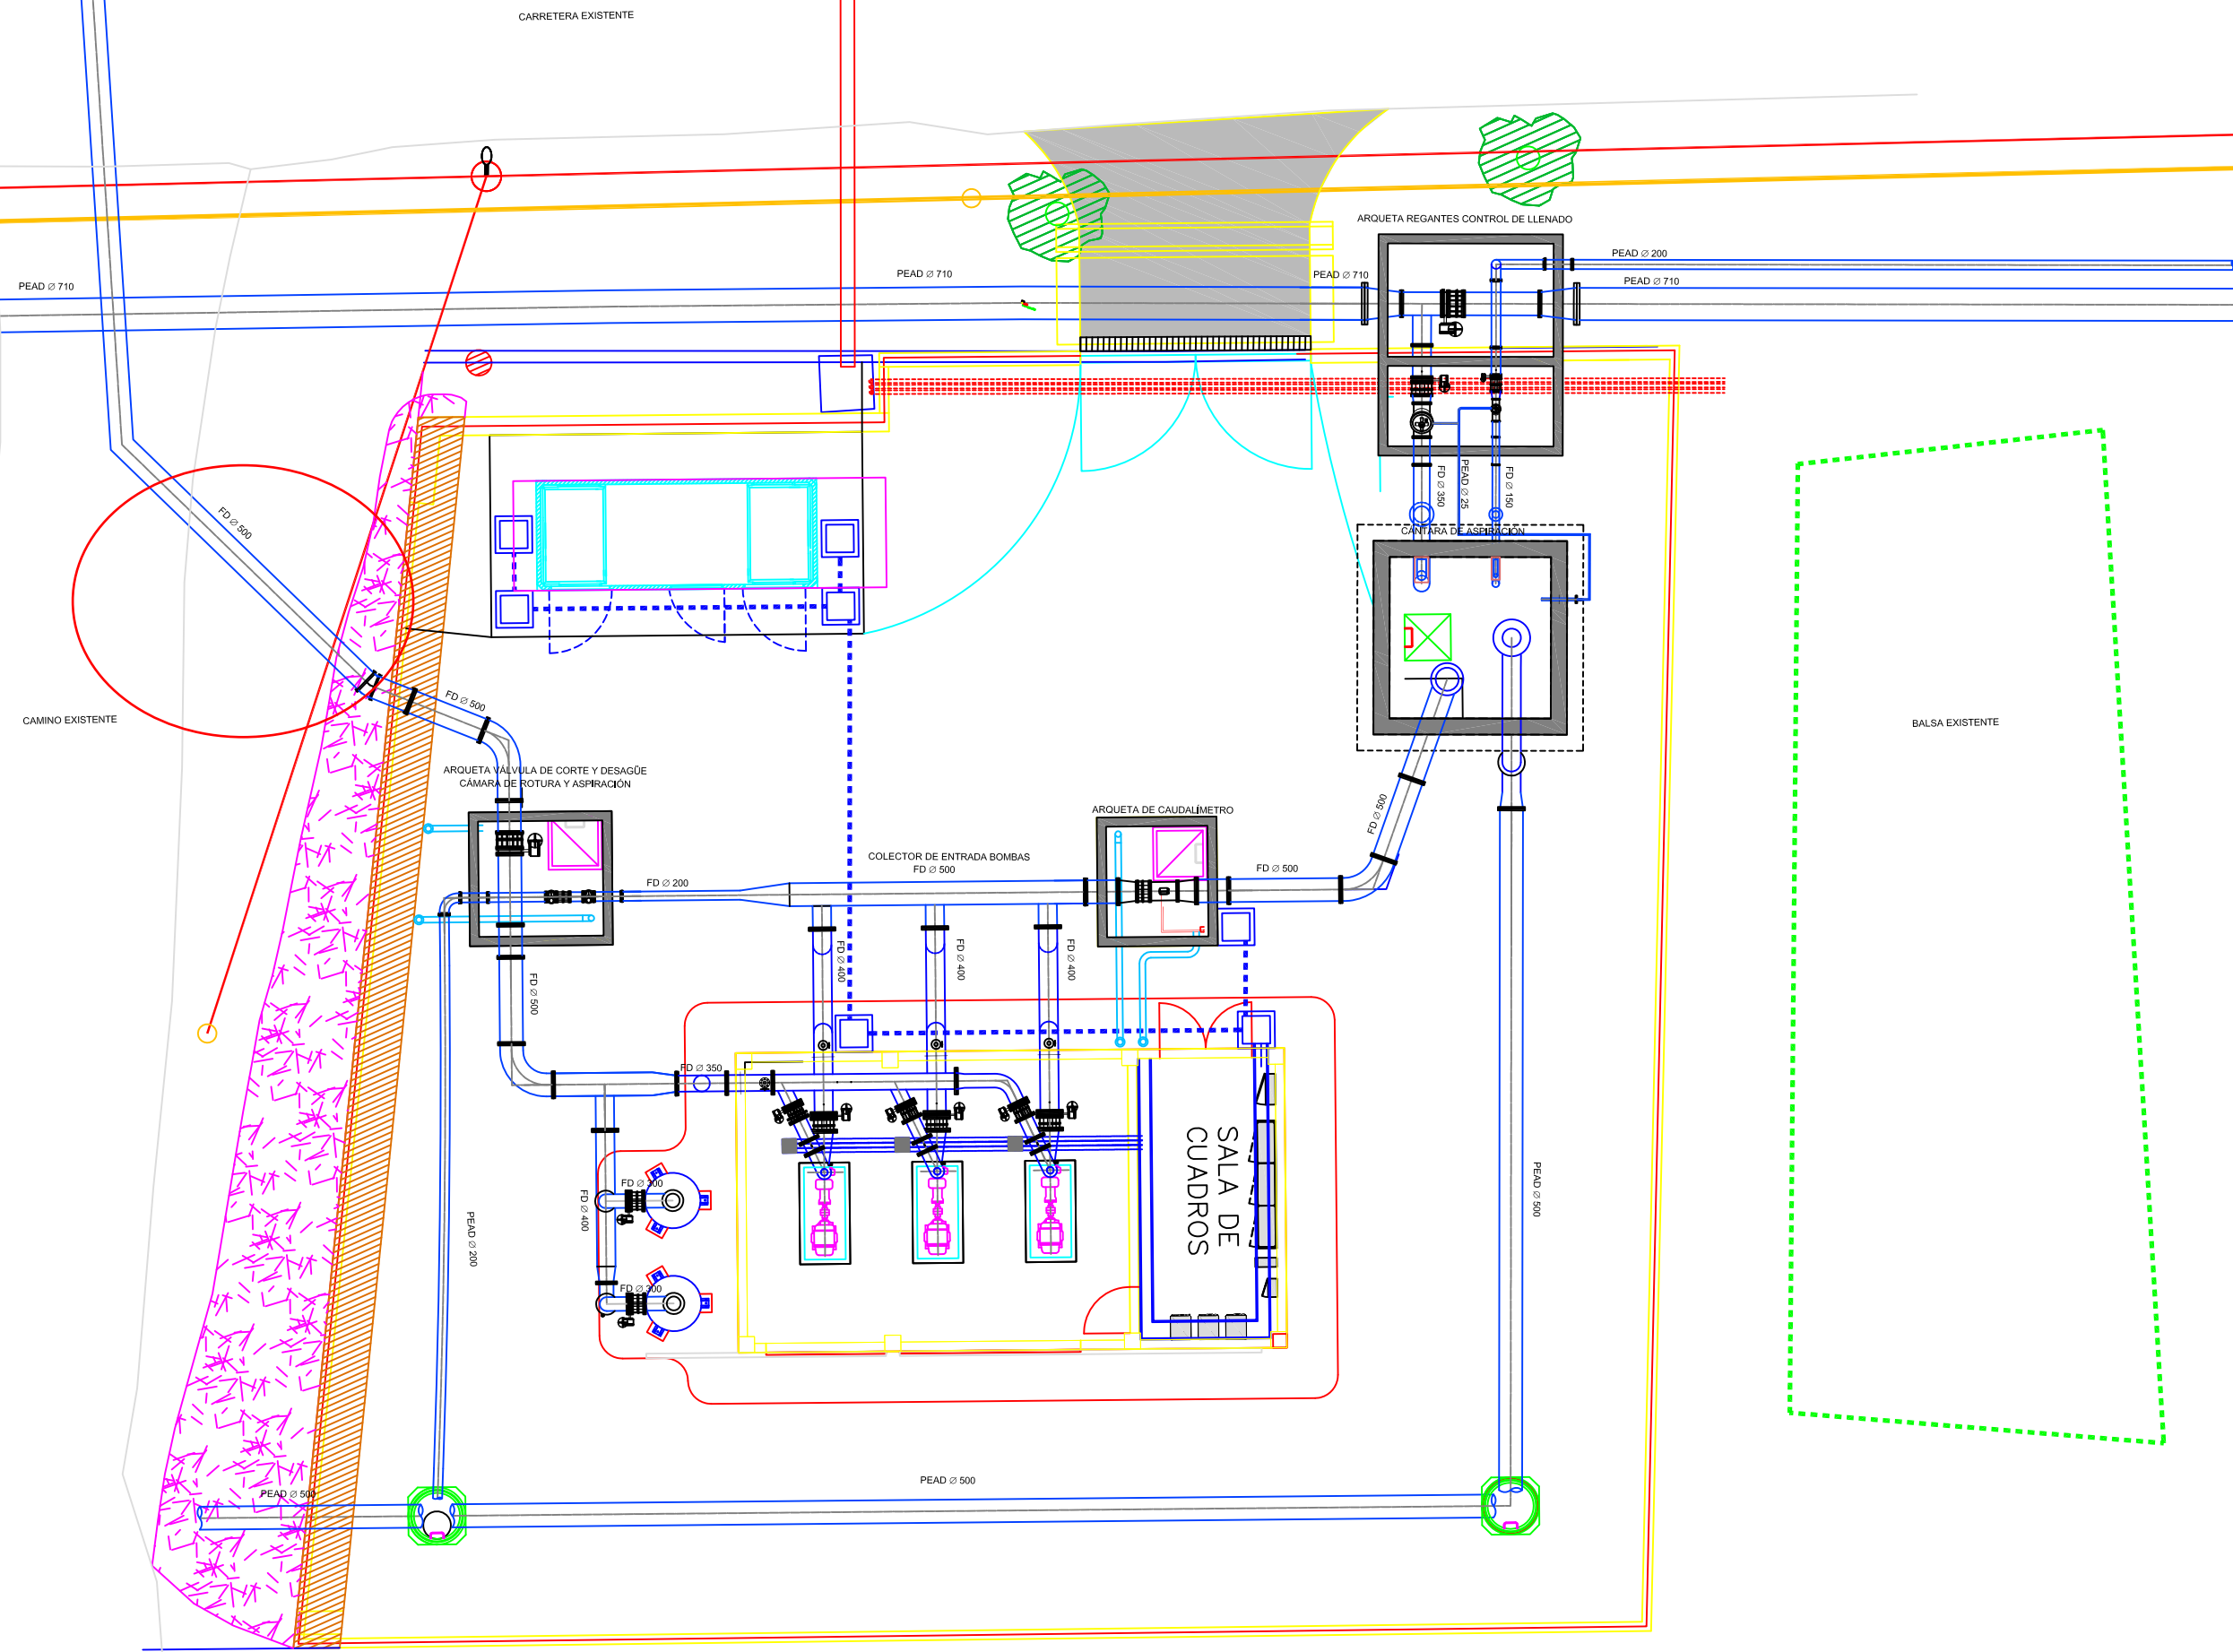 CARRETERA EXISTENTE
ARQUETA REGANTES CONTROL DE LLENADO
PEAD ∅ 200
PEAD ∅ 710
PEAD ∅ 710
PEAD ∅ 710
PEAD ∅ 710
FD ∅ 350
PEAD ∅ 25
FD ∅ 150
FD ∅ 500
CÁNTARA DE ASPIRACIÓN
FD ∅ 500
CAMINO EXISTENTE
BALSA EXISTENTE
ARQUETA VÁLVULA DE CORTE Y DESAGÜE
CÁMARA DE ROTURA Y ASPIRACIÓN
ARQUETA DE CAUDALÍMETRO
FD ∅ 500
COLECTOR DE ENTRADA BOMBAS
FD ∅ 500
FD ∅ 500
FD ∅ 200
FD ∅ 400
FD ∅ 400
FD ∅ 400
FD ∅ 500
FD ∅ 350
SALA DE
CUADROS
FD ∅ 300
FD ∅ 400
PEAD ∅ 200
PEAD ∅ 500
FD ∅ 300
PEAD ∅ 500
PEAD ∅ 500